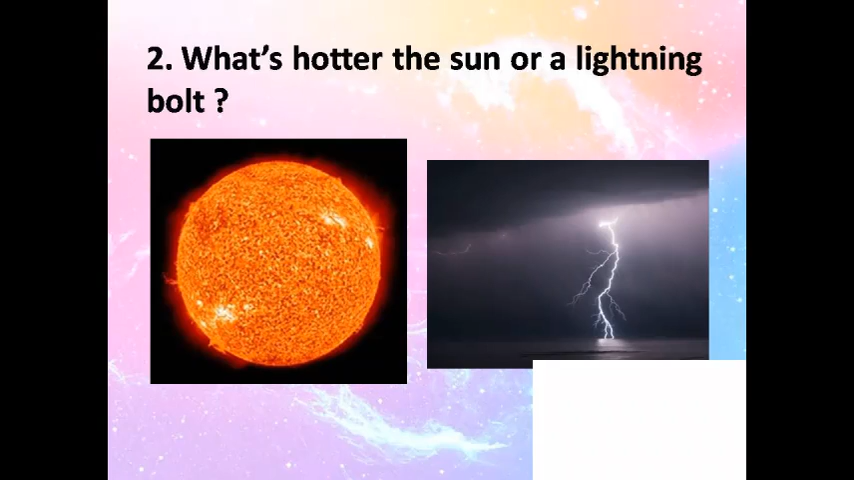 2. What’s hotter the sun or a lightning
bolt ?